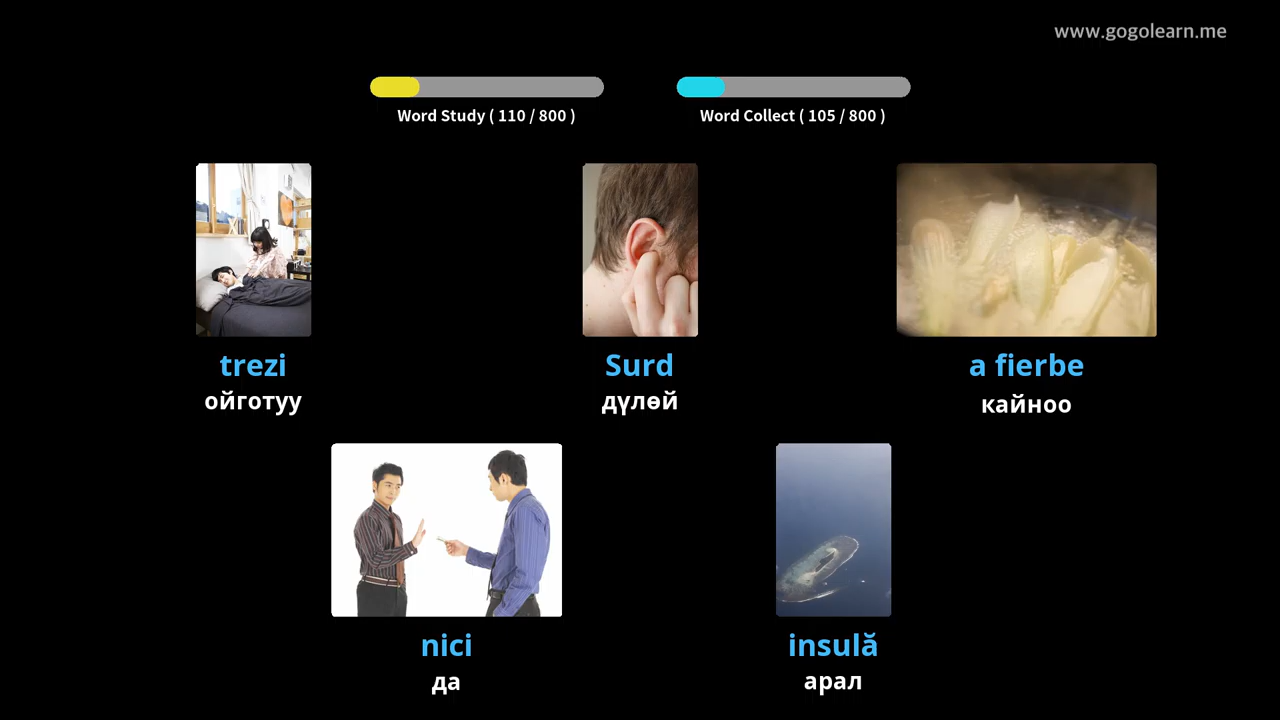 www.gogolearn.me
Word Study ( 110 / 800 )
Word Collect ( 105 / 800 )
trezi
ойготуу
Surd
дүлөй
a fierbe
кайноо
nici
да
insulă
арал